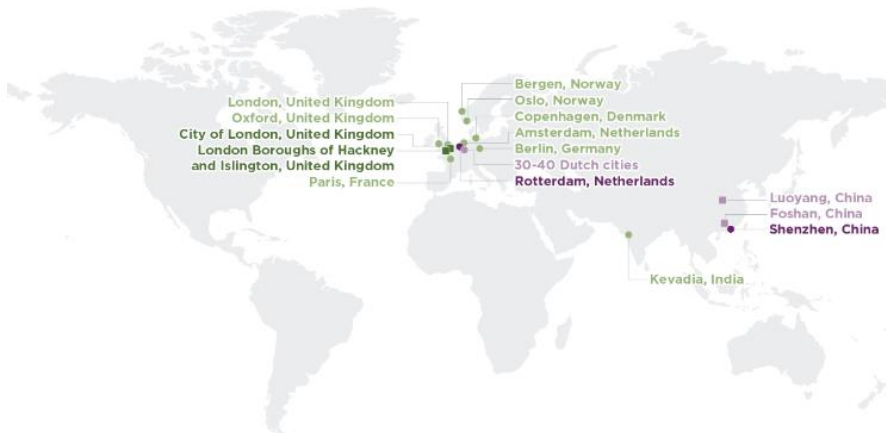 London, United Kingdom
Oxford, United Kingdom
City of London, United Kingdom
London Boroughs of Hackney
and Islington, United Kingdom
Paris, France
Bergen, Norway
Oslo, Norway
Copenhagen, Denmark
Amsterdam, Netherlands
Berlin, Germany
30-40 Dutch cities
Rotterdam, Netherlands
Luoyang, China
Foshan, China
Shenzhen, China
Kevadia, India